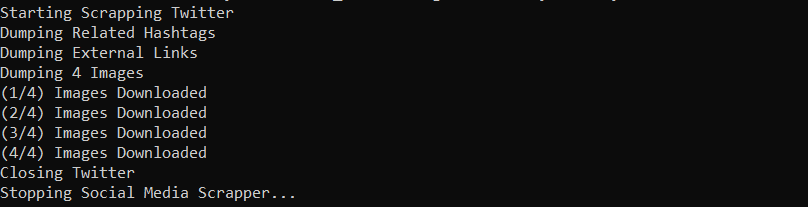 Starting Scrapping Twitter
Dumping Related Hashtags
Dumping External Links
Dumping 4 Images
(1/4) Images Downloaded
(2/4) Images Downloaded
(3/4) Images Downloaded
(4/4) Images Downloaded
Closing Twitter
Stopping Social Media Scrapper...